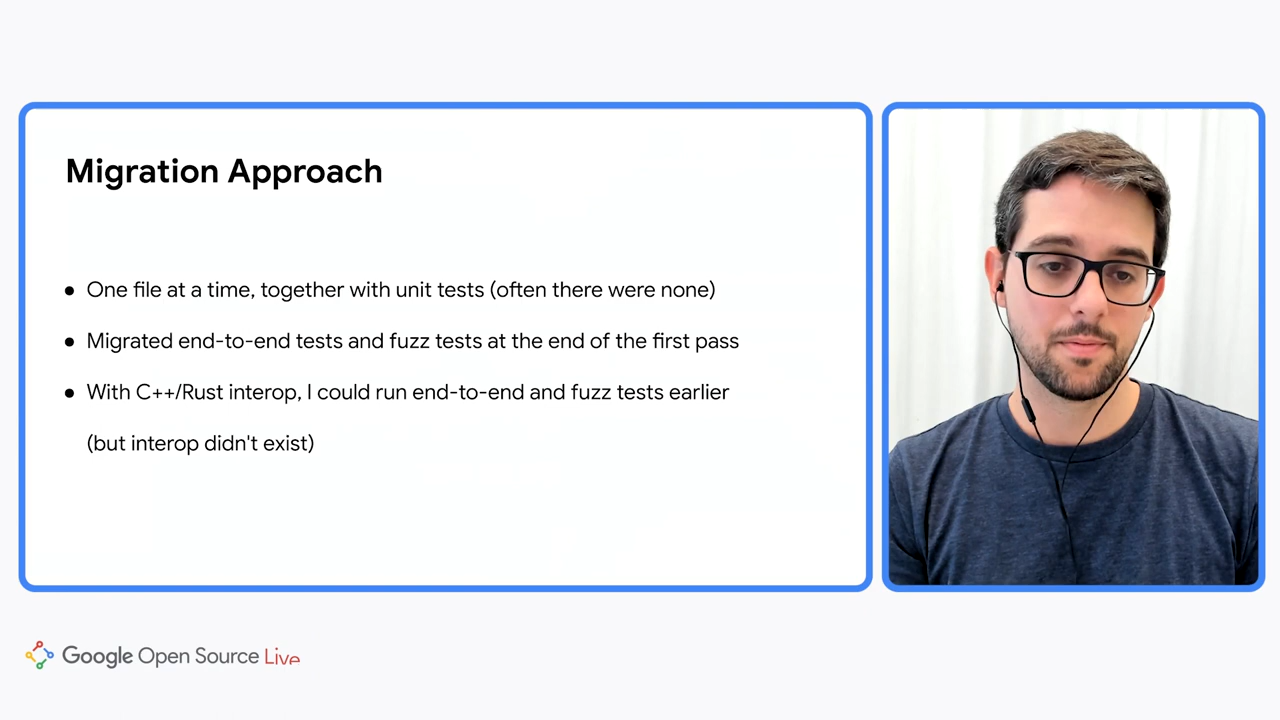 Migration Approach
● One file at a time, together with unit tests (often there were none)
● Migrated end-to-end tests and fuzz tests at the end of the first pass
● With C++/Rust interop, I could run end-to-end and fuzz tests earlier
(but interop didn't exist)
Google Open Source Live